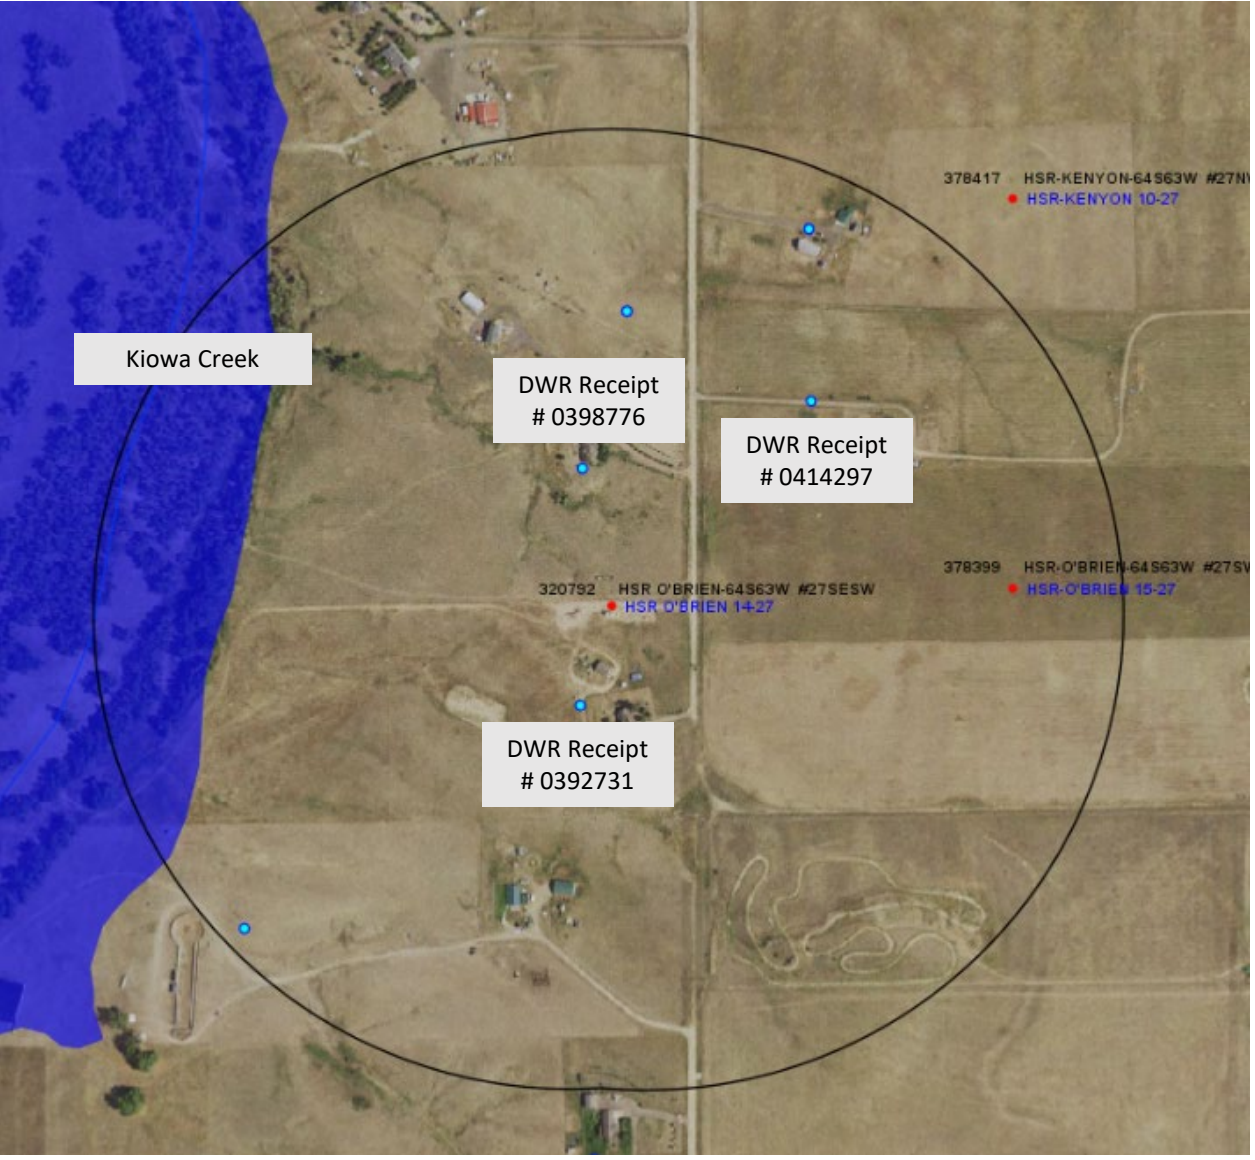 378417 HSR-KENYON-64S63W #27NW
HSR-KENYON 10-27
Kiowa Creek
DWR Receipt
# 0398776
DWR Receipt
# 0414297
378399 HSR-O'BRIEN-64S63W #27SW
HSR-O'BRIEN 15-27
320792 HSR O'BRIEN-64S63W #27SESW
HSR O'BRIEN 14-27
DWR Receipt
# 0392731